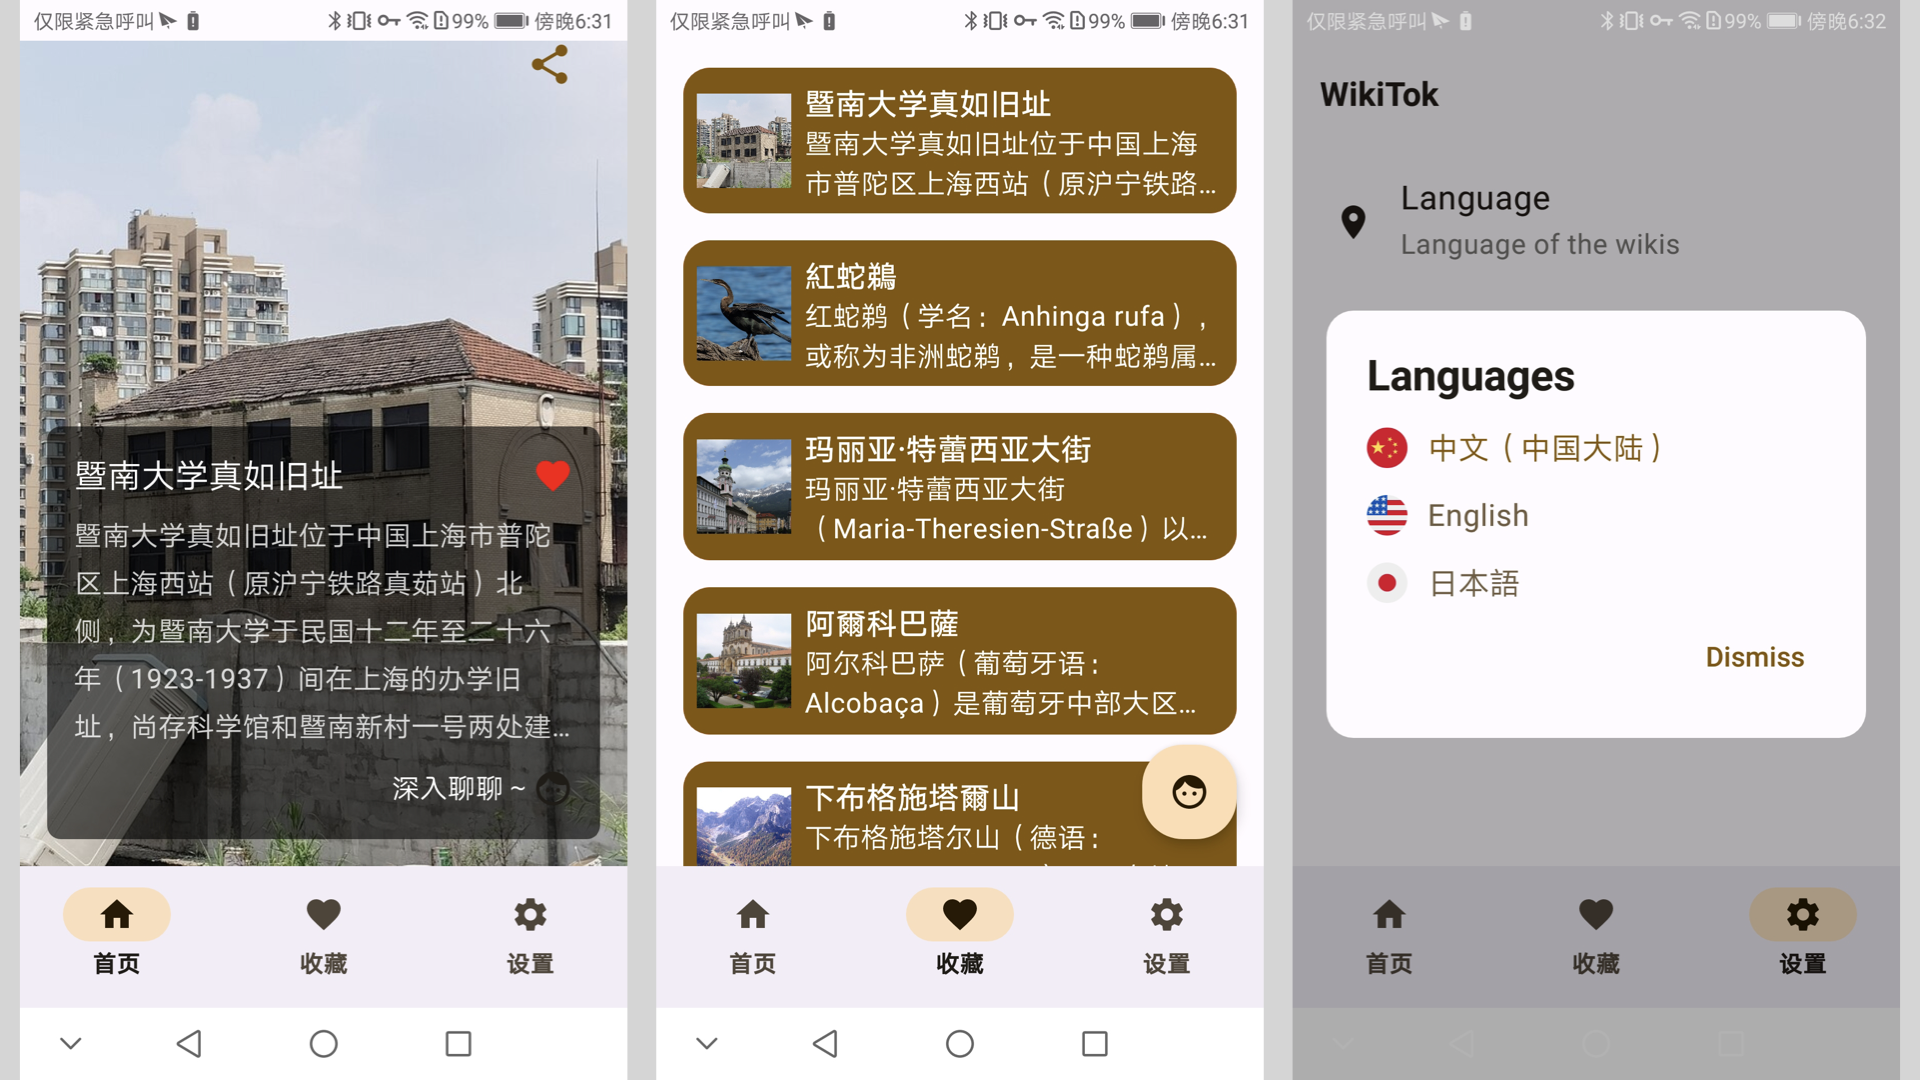 仅限紧急呼叫 99% 傍晚6:31
暨南大学真如旧址
暨南大学真如旧址位于中国上海市普陀
区上海西站（原沪宁铁路真茹站）北
侧，为暨南大学于民国十二年至二十六
年（1923-1937）间在上海的办学旧
址，尚存科学馆和暨南新村一号两处建...
深入聊聊 ~
首页 收藏 设置
仅限紧急呼叫 99% 傍晚6:31
暨南大学真如旧址
暨南大学真如旧址位于中国上海
市普陀区上海西站（原沪宁铁路...
紅蛇鵜
红蛇鹈（学名：Anhinga rufa），
或称为非洲蛇鹈，是一种蛇鹈属...
玛丽亚·特蕾西亚大街
玛丽亚·特蕾西亚大街
（Maria-Theresien-Straße）以...
阿爾科巴薩
阿尔科巴萨（葡萄牙语：
Alcobaça）是葡萄牙中部大区...
下布格施塔爾山
下布格施塔尔山（德语：
首页 收藏 设置
仅限紧急呼叫 99% 傍晚6:32
WikiTok
Language
Language of the wikis
Languages
中文（中国大陆）
English
日本語
Dismiss
首页 收藏 设置